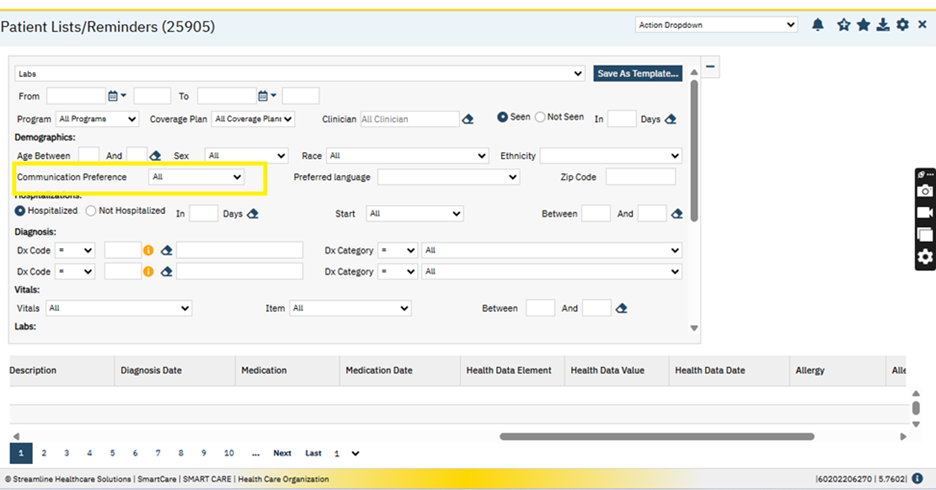 Patient Lists/Reminders (25905)
Action Dropdown
Labs
Save As Template...
From To
Program All Programs Coverage Plan All Coverage Plans Clinician All Clinician Seen Not Seen In Days
Demographics:
Age Between And Sex All Race All Ethnicity
Communication Preference All Preferred language Zip Code
Hospitalizations:
Hospitalized Not Hospitalized In Days Start All Between And
Diagnosis:
Dx Code = Dx Category = All
Dx Code = Dx Category = All
Vitals:
Vitals All Item All Between And
Labs:
Description Diagnosis Date Medication Medication Date Health Data Element Health Data Value Health Data Date Allergy Alle
1 2 3 4 5 6 7 8 9 10 ... Next Last 1
© Streamline Healthcare Solutions | SmartCare | SMART CARE | Health Care Organization |60202206270 | 5.7602|